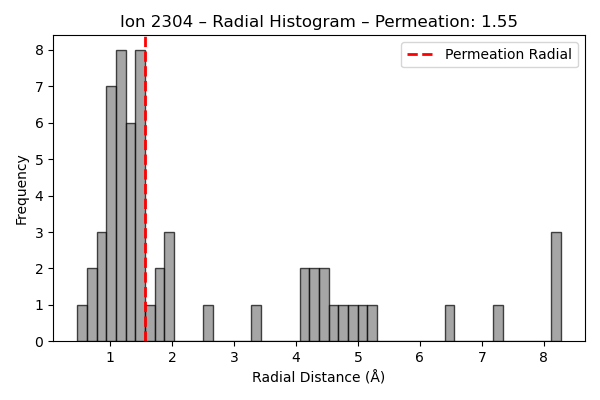 Ion 2304 – Radial Histogram – Permeation: 1.55
Permeation Radial
Frequency
8
7
6
5
4
3
2
1
0
1 2 3 4 5 6 7 8
Radial Distance (Å)